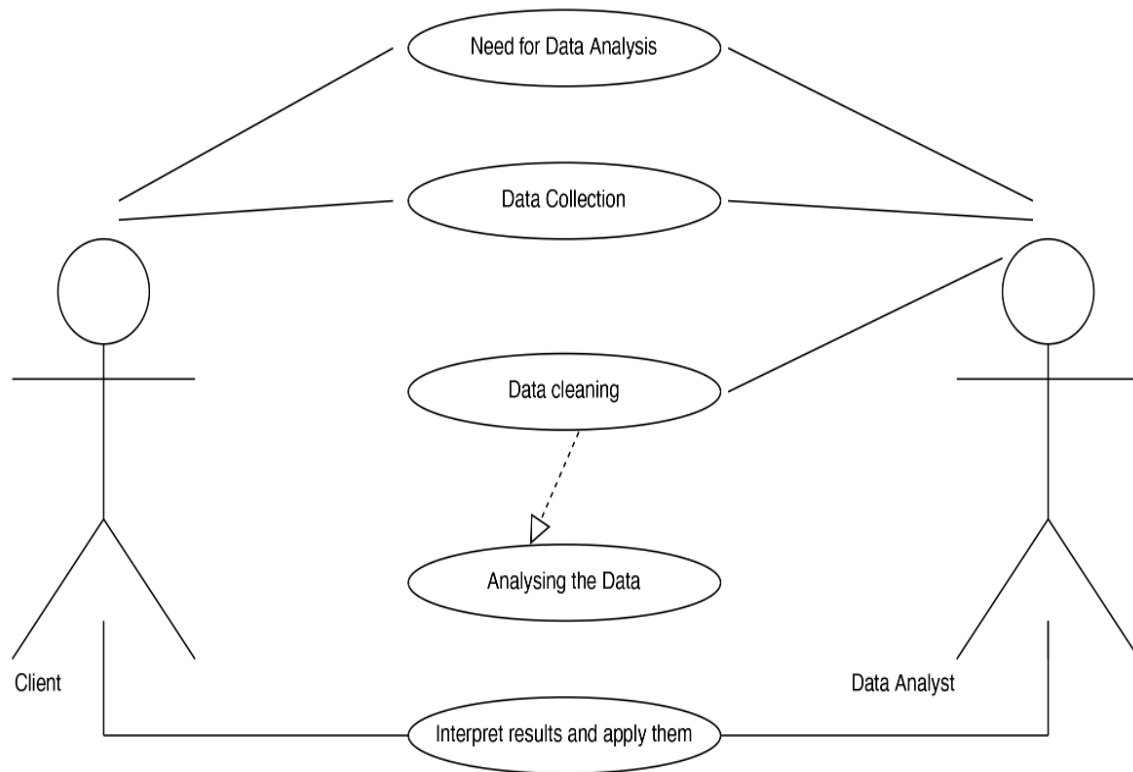 Need for Data Analysis
Data Collection
Data cleaning
Analysing the Data
Client
Data Analyst
Interpret results and apply them